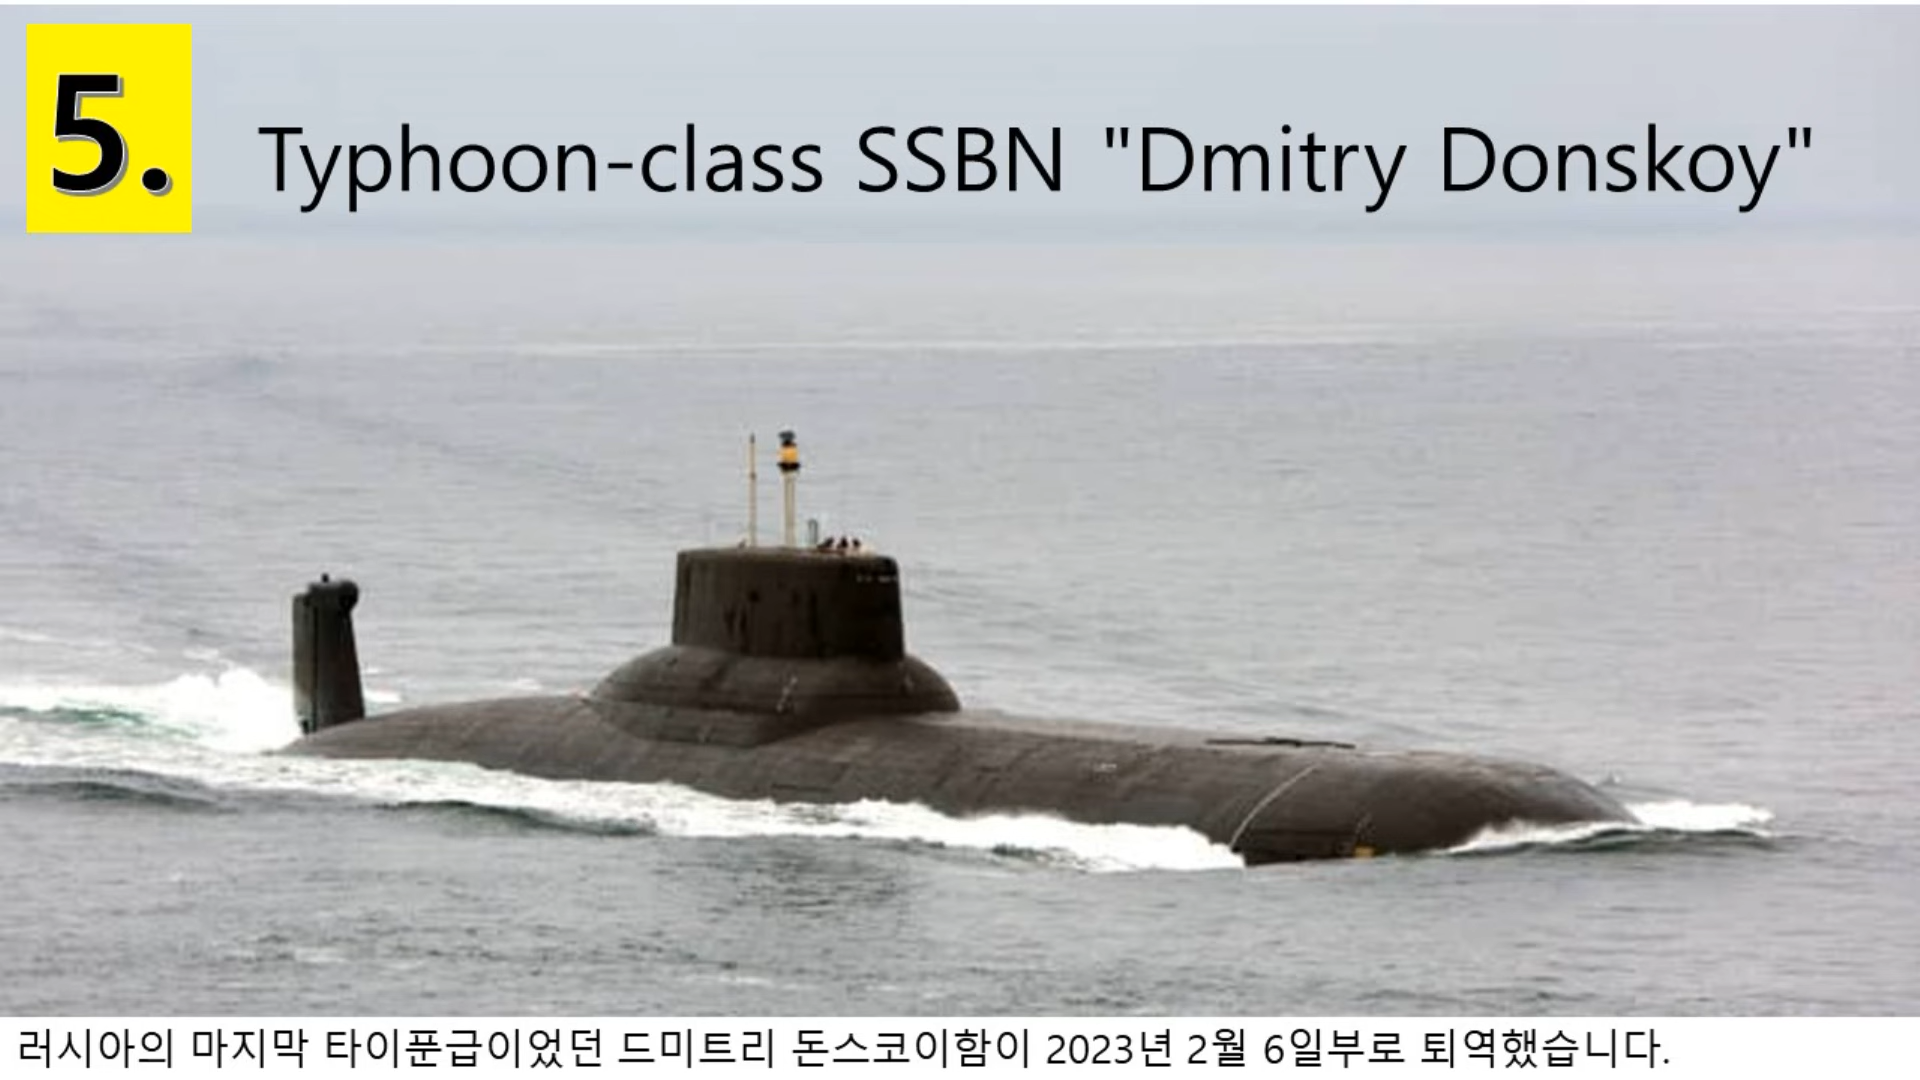 5.
Typhoon-class SSBN "Dmitry Donskoy"
러시아의 마지막 타이푼급이었던 드미트리 돈스코이함이 2023년 2월 6일부로 퇴역했습니다.